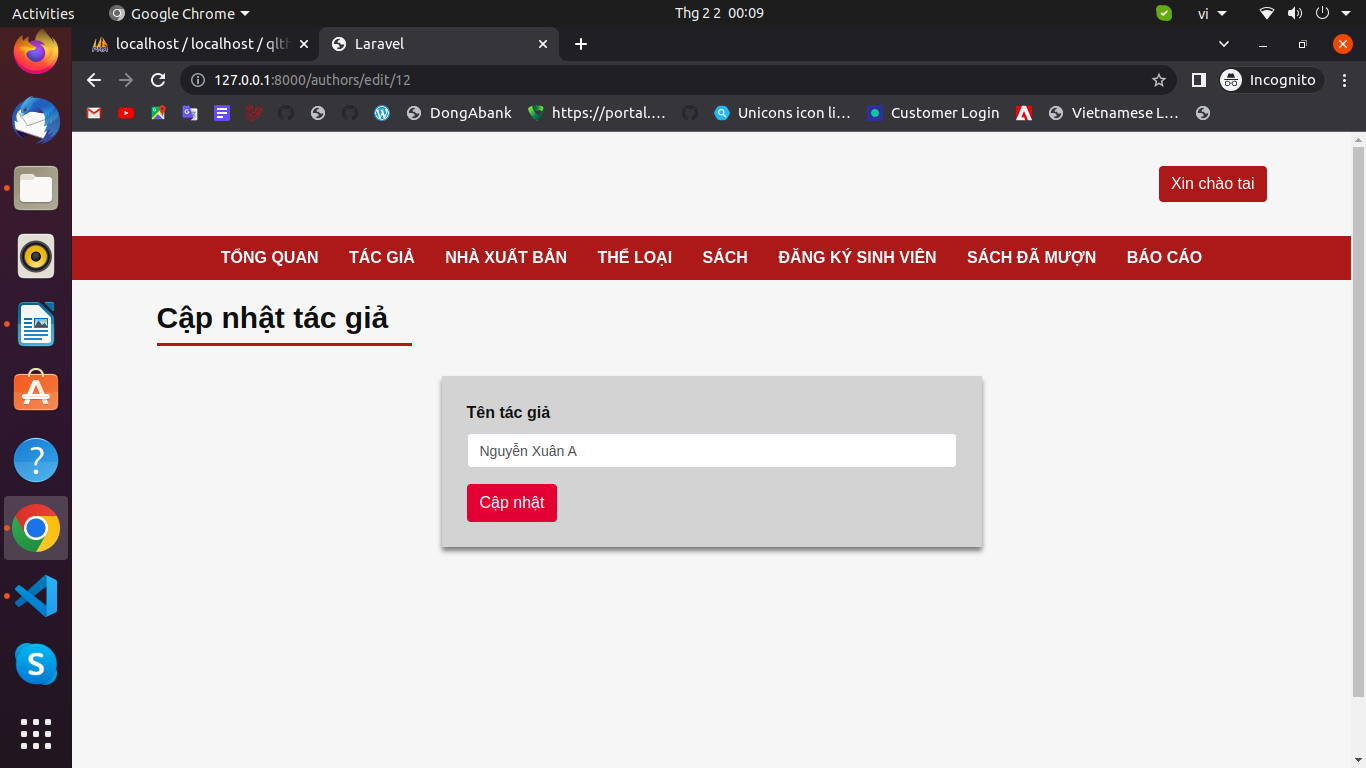 Activities Google Chrome Thg 2 2 00:09 vi
localhost / localhost / qlth Laravel
127.0.0.1:8000/authors/edit/12 Incognito
DongAbank https://portal.... Unicons icon li... Customer Login Vietnamese L...
Xin chào tai
TỔNG QUAN TÁC GIẢ NHÀ XUẤT BẢN THỂ LOẠI SÁCH ĐĂNG KÝ SINH VIÊN SÁCH ĐÃ MƯỢN BÁO CÁO
Cập nhật tác giả
Tên tác giả
Nguyễn Xuân A
Cập nhật